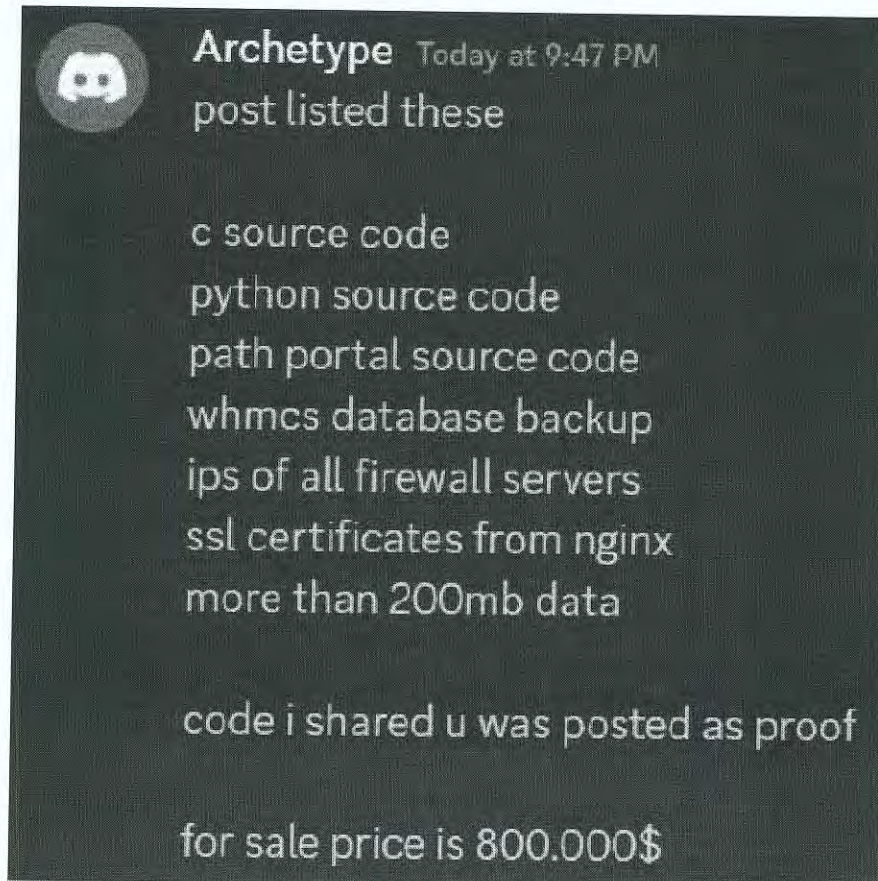 Archetype Today at 9:47 PM
post listed these
c source code
python source code
path portal source code
whmcs database backup
ips of all firewall servers
ssl certificates from nginx
more than 200mb data
code i shared u was posted as proof
for sale price is 800.000$